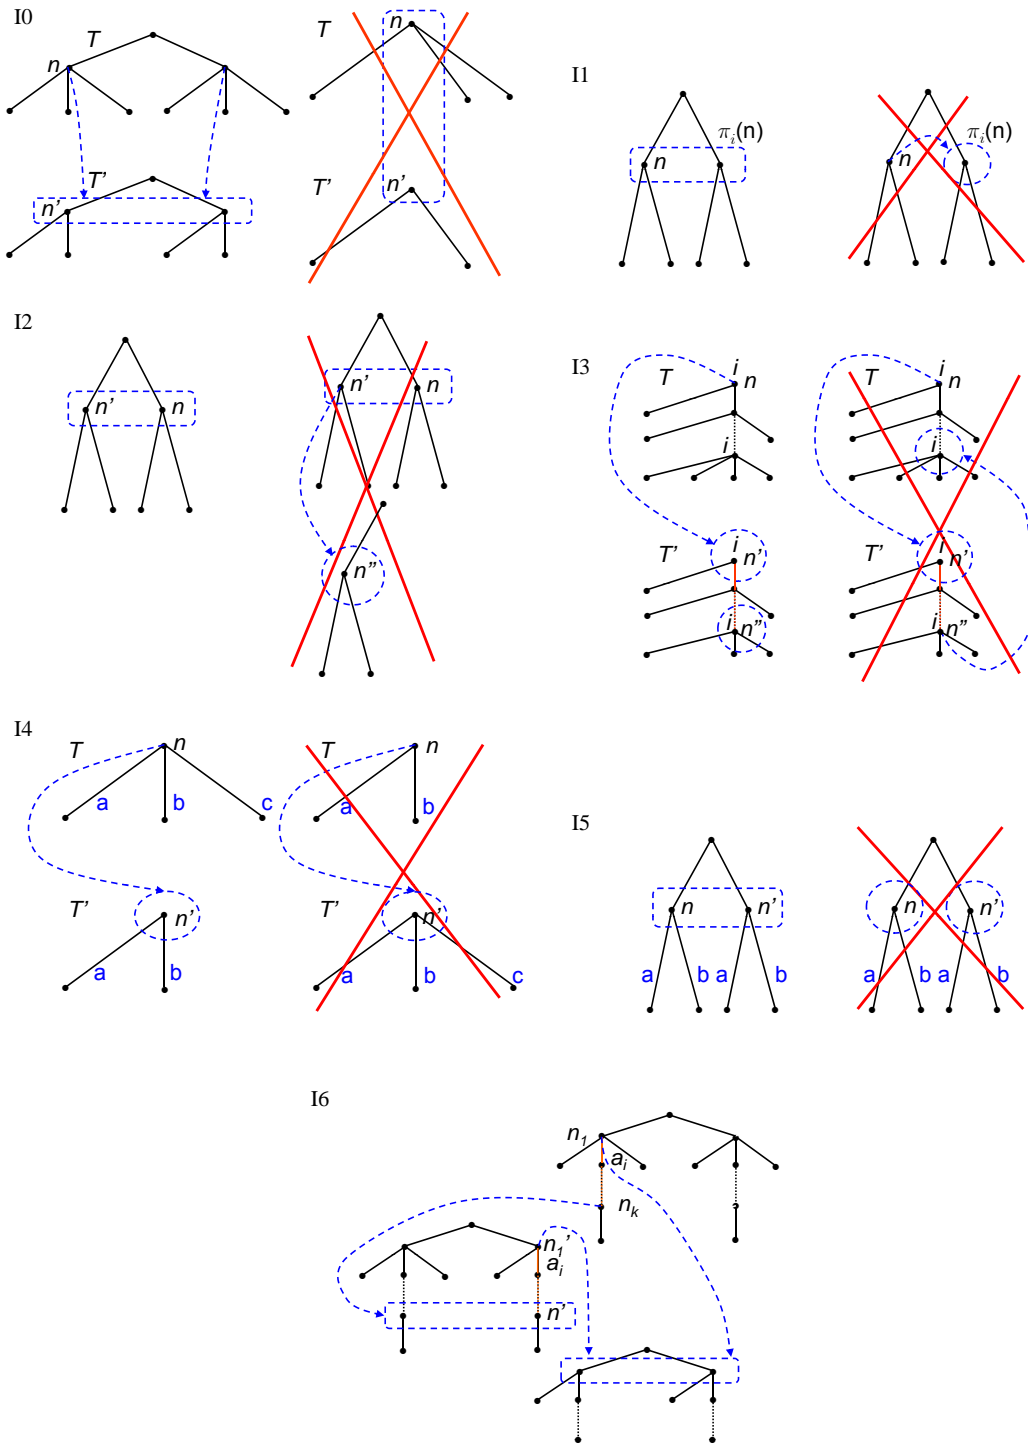 I0
T n
n
T'
n'
T n
T'
n'
I1
πi(n)
n
πi(n)
n
I2
n' n
n' n
n"
I3
i
T n
i
T' i
n'
i n"
i
T n
i
T' i
n'
i n"
I4
T n
a b c
T' n'
a b
T n
a b
T' n'
a b c
I5
n n'
a b a b
n n'
a b a b
I6
n1
ai
nk
n1'
ai
n'